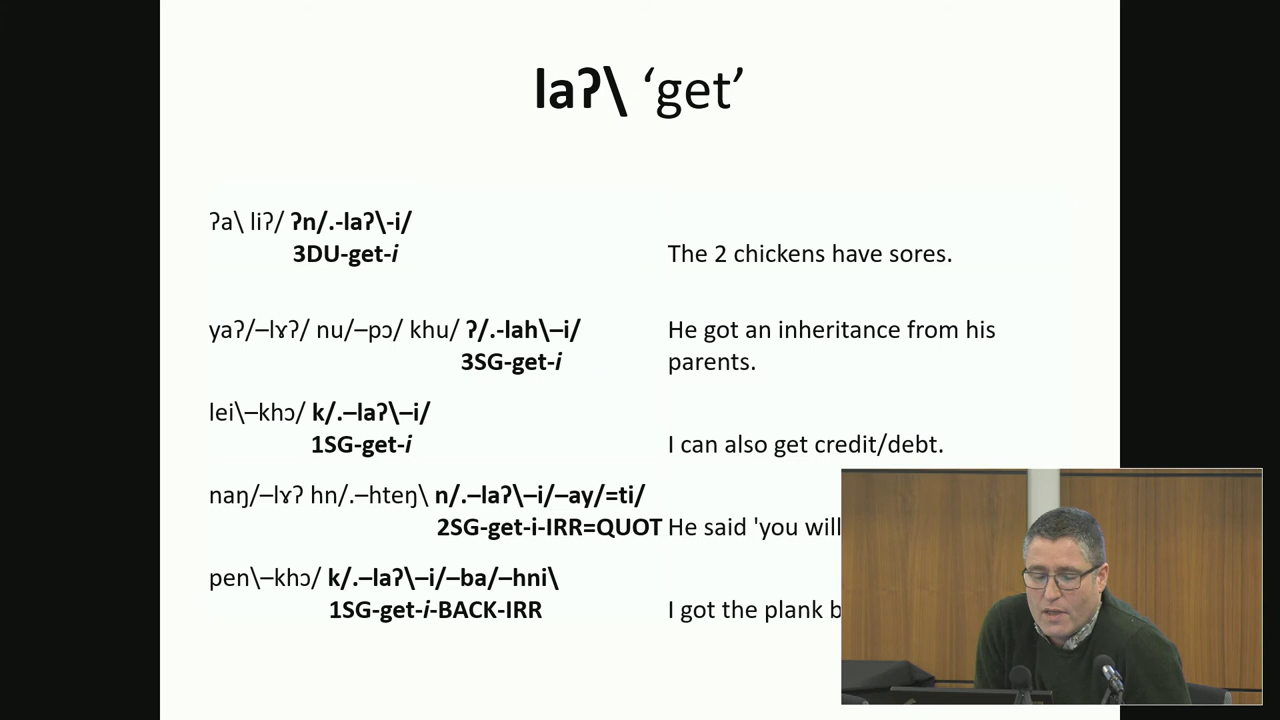 laʔ\ ‘get’
ʔa\ liʔ/ ʔn/.-laʔ\-i/
3DU-get-i
The 2 chickens have sores.
yaʔ/–lɤʔ/ nu/–pɔ/ khu/ ʔ/.-lah\–i/
He got an inheritance from his
3SG-get-i
parents.
lei\–khɔ/ k/.–laʔ\–i/
1SG-get-i
I can also get credit/debt.
naŋ/–lɤʔ hn/.–hteŋ\ n/.–laʔ\–i/–ay/=ti/
2SG-get-i-IRR=QUOT
He said 'you will
pen\–khɔ/ k/.–laʔ\–i/–ba/–hni\
1SG-get-i-BACK-IRR
I got the plank